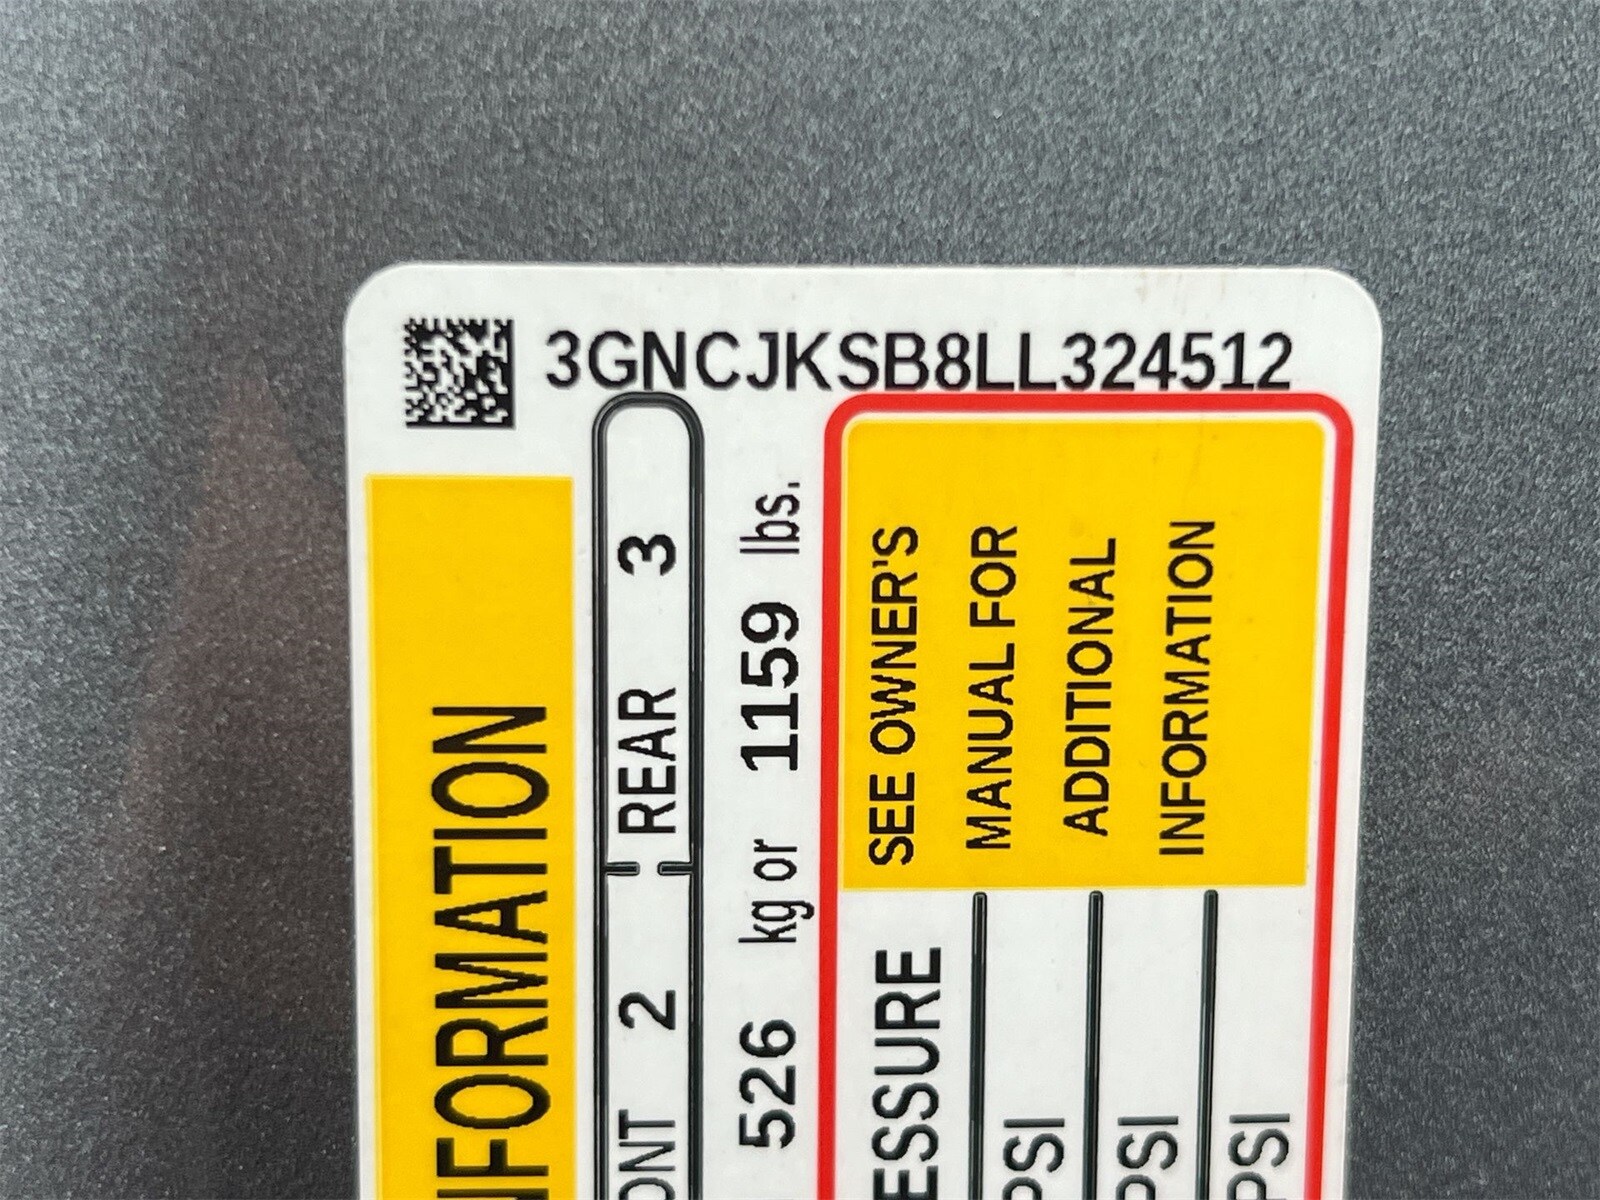 3GNCJKSB8LL324512
NFORMATION
ONT 2 REAR 3
526 kg or 1159 lbs.
ESSURE
SEE OWNER'S
MANUAL FOR
ADDITIONAL
INFORMATION
PSI
PSI
PSI